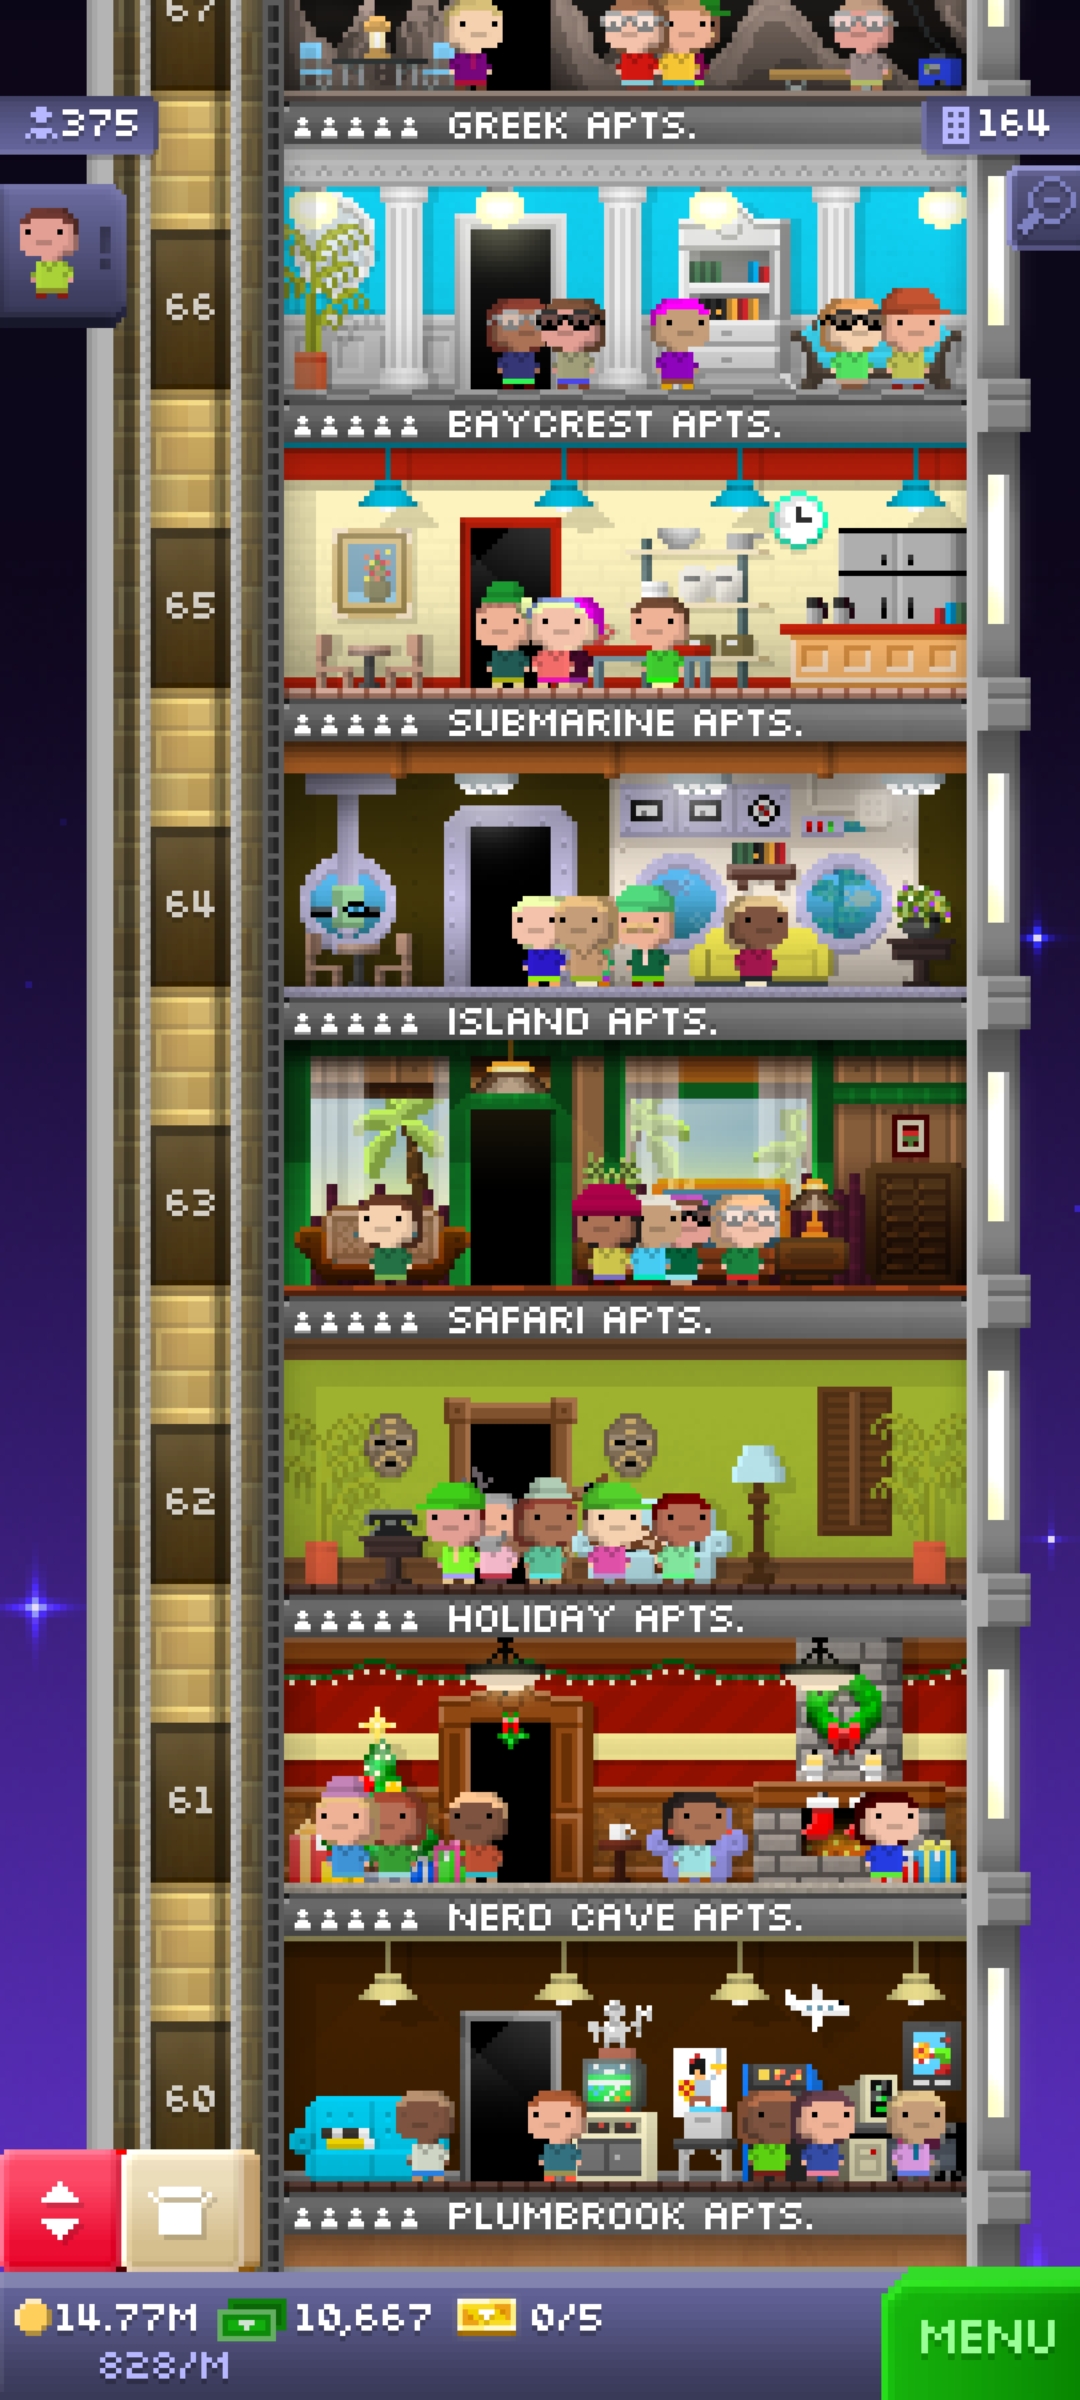 67
375
GREEK APTS.
164
66
BAYCREST APTS.
65
SUBMARINE APTS.
64
ISLAND APTS.
63
SAFARI APTS.
62
HOLIDAY APTS.
61
NERD CAVE APTS.
60
PLUMBROOK APTS.
14.77M 10,667 0/5
828/M
MENU